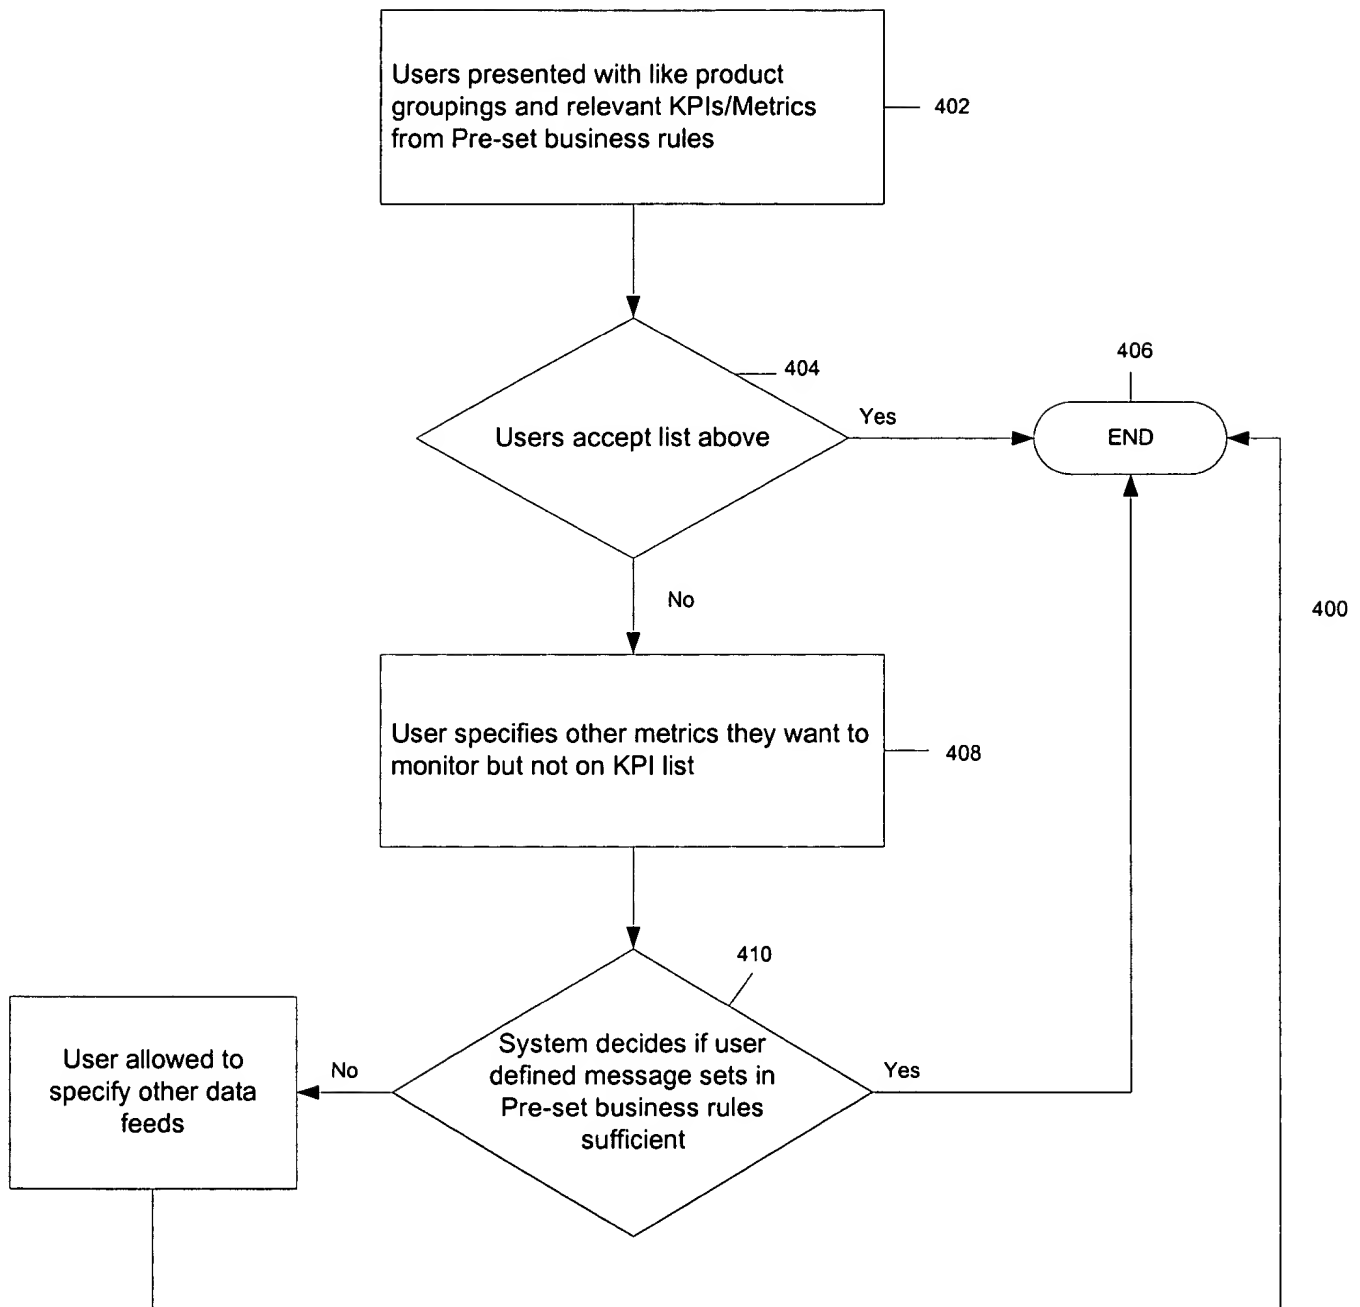 Users presented with like product
groupings and relevant KPIs/Metrics
from Pre-set business rules
402
404
406
Users accept list above
Yes
END
No
400
User specifies other metrics they want to
monitor but not on KPI list
408
410
System decides if user
defined message sets in
Pre-set business rules
sufficient
No
Yes
User allowed to
specify other data
feeds